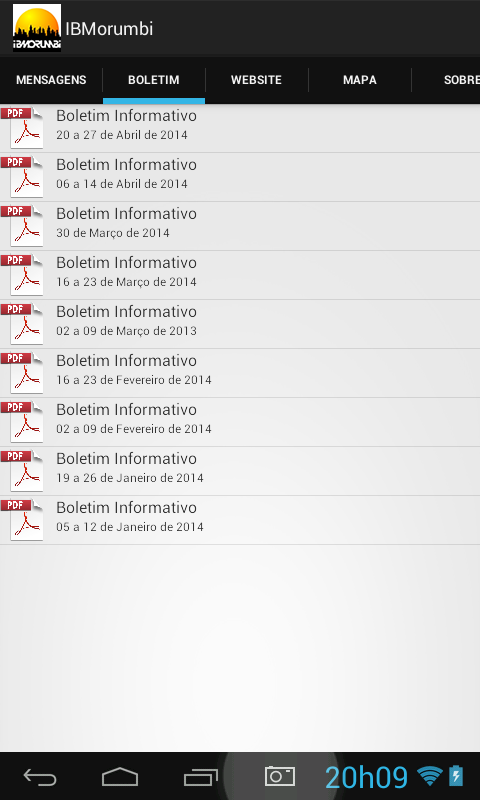 IBMORUMBI
IBMorumbi
MENSAGENS
BOLETIM
WEBSITE
MAPA
SOBRE
PDF
Boletim Informativo
20 a 27 de Abril de 2014
PDF
Boletim Informativo
06 a 14 de Abril de 2014
PDF
Boletim Informativo
30 de Março de 2014
PDF
Boletim Informativo
16 a 23 de Março de 2014
PDF
Boletim Informativo
02 a 09 de Março de 2013
PDF
Boletim Informativo
16 a 23 de Fevereiro de 2014
PDF
Boletim Informativo
02 a 09 de Fevereiro de 2014
PDF
Boletim Informativo
19 a 26 de Janeiro de 2014
PDF
Boletim Informativo
05 a 12 de Janeiro de 2014
20h09